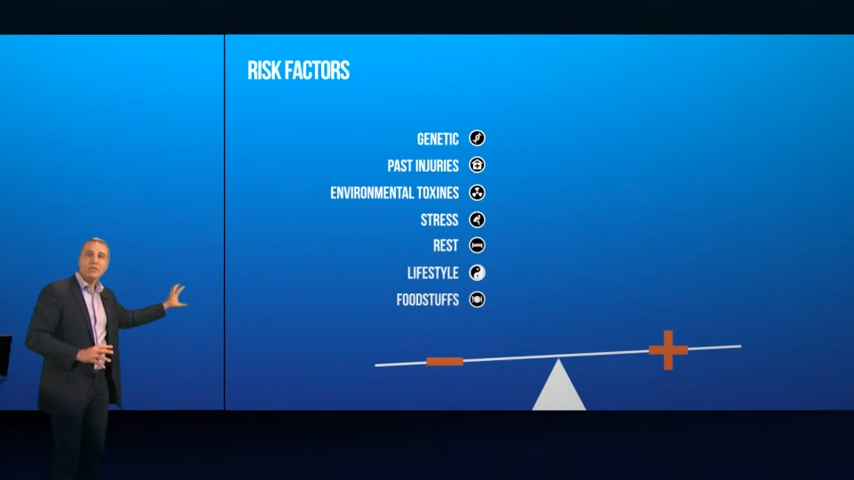 RISK FACTORS
GENETIC
PAST INJURIES
ENVIRONMENTAL TOXINES
STRESS
REST
LIFESTYLE
FOODSTUFFS